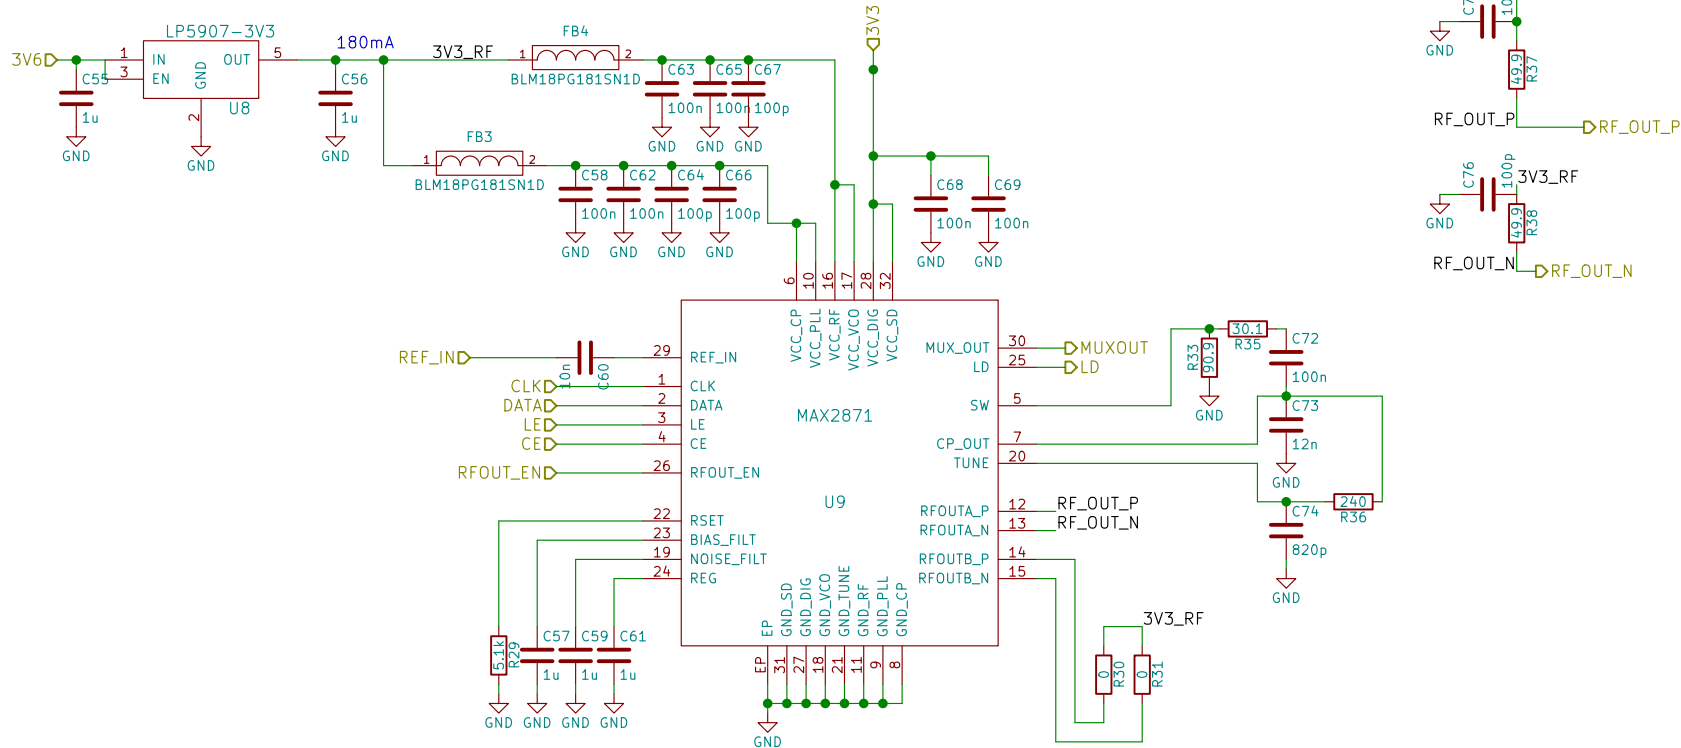 LP5907-3V3
3V6
1
3
IN
EN
OUT
GND
5
2
U8
C55
1u
GND
GND
180mA
C56
1u
GND
3V3_RF
FB4
1
2
BLM18PG181SN1D
C63
100n
GND
C65
100n
GND
C67
100p
GND
FB3
1
2
BLM18PG181SN1D
C58
100n
GND
C62
100n
GND
C64
100p
GND
C66
100p
GND
3V3
C68
100n
GND
C69
100n
GND
GND
49.9
R37
RF_OUT_P
RF_OUT_P
C76
100p
3V3_RF
GND
49.9
R38
RF_OUT_N
RF_OUT_N
6
10
16
17
28
32
VCC_CP
VCC_PLL
VCC_RF
VCC_VCO
VCC_DIG
VCC_SD
MAX2871
U9
REF_IN
10n
C60
29
REF_IN
CLK
1
CLK
DATA
2
DATA
LE
3
LE
CE
4
CE
RFOUT_EN
26
RFOUT_EN
22
RSET
23
BIAS_FILT
19
NOISE_FILT
24
REG
5.1k
R29
GND
C57
1u
GND
C59
1u
GND
C61
1u
GND
MUX_OUT
30
MUXOUT
LD
25
LD
SW
5
CP_OUT
7
TUNE
20
RFOUTA_P
12
RF_OUT_P
RFOUTA_N
13
RF_OUT_N
RFOUTB_P
14
RFOUTB_N
15
R33
90.9
GND
30.1
R35
C72
100n
C73
12n
GND
240
R36
C74
820p
GND
3V3_RF
0
R30
0
R31
EP
GND_SD
GND_DIG
GND_VCO
GND_TUNE
GND_RF
GND_PLL
GND_CP
EP
31
27
18
21
11
9
8
GND